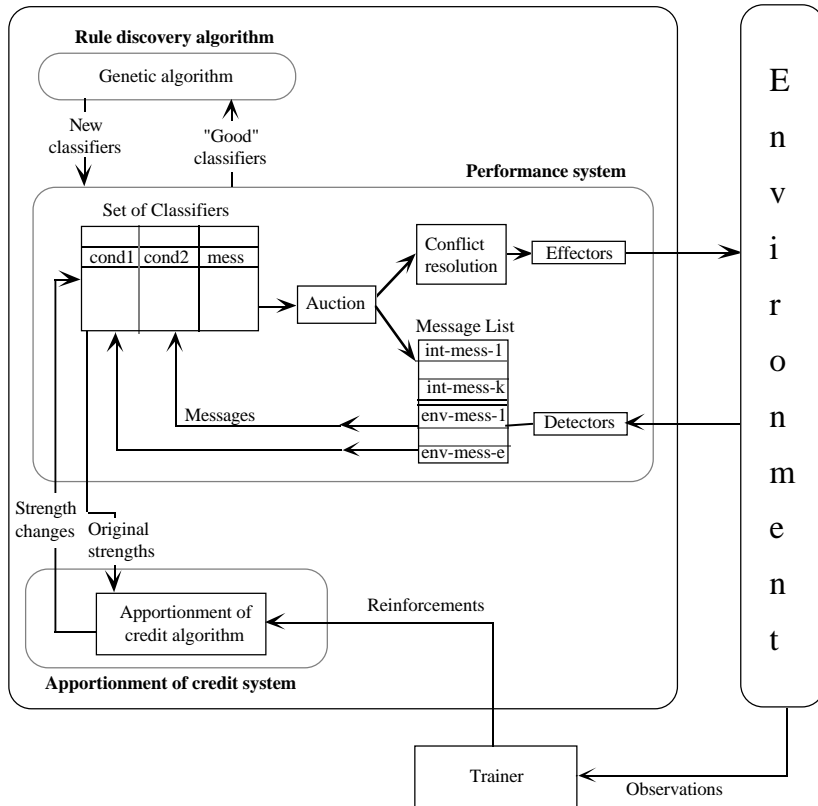 Rule discovery algorithm
Genetic algorithm
New
classifiers
"Good"
classifiers
Performance system
Set of Classifiers
cond1 cond2 mess
Auction
Conflict
resolution
Effectors
Message List
int-mess-1
int-mess-k
env-mess-1
env-mess-e
Detectors
Messages
Strength
changes
Original
strengths
Apportionment of
credit algorithm
Apportionment of credit system
Reinforcements
Trainer
Observations
E
n
v
i
r
o
n
m
e
n
t